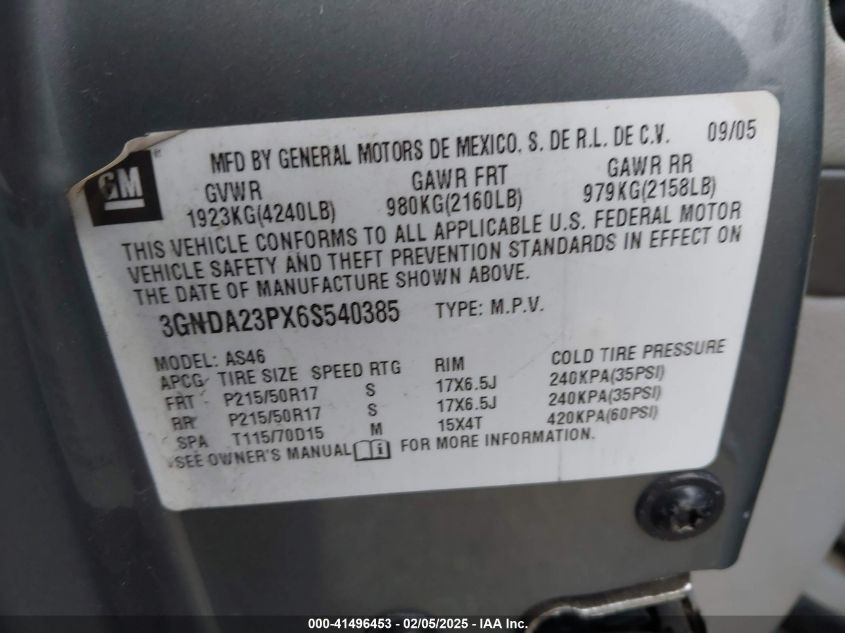 GM
MFD BY GENERAL MOTORS DE MEXICO, S. DE R.L. DE C.V. 09/05
GVWR GAWR FRT GAWR RR
1923KG(4240LB) 980KG(2160LB) 979KG(2158LB)
THIS VEHICLE CONFORMS TO ALL APPLICABLE U.S. FEDERAL MOTOR
VEHICLE SAFETY AND THEFT PREVENTION STANDARDS IN EFFECT ON
THE DATE OF MANUFACTURE SHOWN ABOVE.
3GNDA23PX6S540385 TYPE: M.P.V.
MODEL: AS46
APCG TIRE SIZE SPEED RTG RIM COLD TIRE PRESSURE
FRT P215/50R17 S 17X6.5J 240KPA(35PSI)
RR P215/50R17 S 17X6.5J 240KPA(35PSI)
SPA T115/70D15 M 15X4T 420KPA(60PSI)
SEE OWNER'S MANUAL FOR MORE INFORMATION.
000-41496453 - 02/05/2025 - IAA Inc.